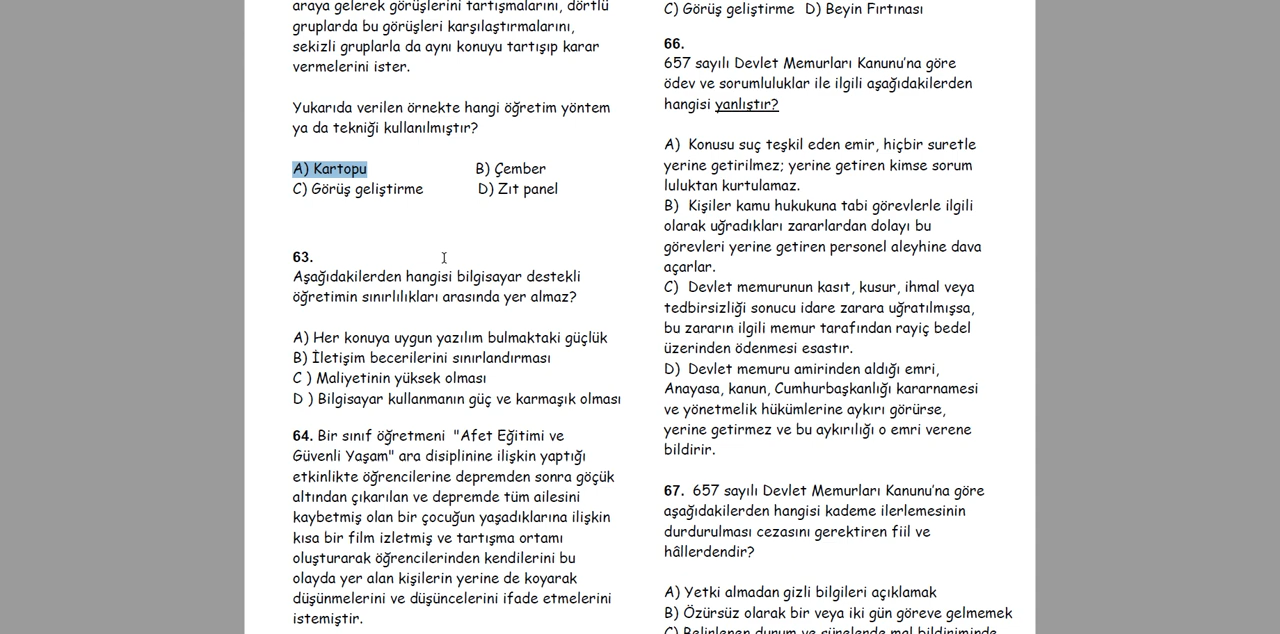 araya gelerek görüşlerini tartışmalarını, dörtlü
gruplarda bu görüşleri karşılaştırmalarını,
sekizli gruplarla da aynı konuyu tartışıp karar
vermelerini ister.
Yukarıda verilen örnekte hangi öğretim yöntem
ya da tekniği kullanılmıştır?
A) Kartopu B) Çember
C) Görüş geliştirme D) Zıt panel
63.
Aşağıdakilerden hangisi bilgisayar destekli
öğretimin sınırlılıkları arasında yer almaz?
A) Her konuya uygun yazılım bulmaktaki güçlük
B) İletişim becerilerini sınırlandırması
C ) Maliyetinin yüksek olması
D ) Bilgisayar kullanmanın güç ve karmaşık olması
64. Bir sınıf öğretmeni "Afet Eğitimi ve
Güvenli Yaşam" ara disiplinine ilişkin yaptığı
etkinlikte öğrencilerine depremden sonra göçük
altından çıkarılan ve depremde tüm ailesini
kaybetmiş olan bir çocuğun yaşadıklarına ilişkin
kısa bir film izletmiş ve tartışma ortamı
oluşturarak öğrencilerinden kendilerini bu
olayda yer alan kişilerin yerine de koyarak
düşünmelerini ve düşüncelerini ifade etmelerini
istemiştir.
C) Görüş geliştirme D) Beyin Fırtınası
66.
657 sayılı Devlet Memurları Kanunu’na göre
ödev ve sorumluluklar ile ilgili aşağıdakilerden
hangisi yanlıştır?
A) Konusu suç teşkil eden emir, hiçbir suretle
yerine getirilmez; yerine getiren kimse sorum
luluktan kurtulamaz.
B) Kişiler kamu hukukuna tabi görevlerle ilgili
olarak uğradıkları zararlardan dolayı bu
görevleri yerine getiren personel aleyhine dava
açarlar.
C) Devlet memurunun kasıt, kusur, ihmal veya
tedbirsizliği sonucu idare zarara uğratılmışsa,
bu zararın ilgili memur tarafından rayiç bedel
üzerinden ödenmesi esastır.
D) Devlet memuru amirinden aldığı emri,
Anayasa, kanun, Cumhurbaşkanlığı kararnamesi
ve yönetmelik hükümlerine aykırı görürse,
yerine getirmez ve bu aykırılığı o emri verene
bildirir.
67. 657 sayılı Devlet Memurları Kanunu’na göre
aşağıdakilerden hangisi kademe ilerlemesinin
durdurulması cezasını gerektiren fiil ve
hâllerdendir?
A) Yetki almadan gizli bilgileri açıklamak
B) Özürsüz olarak bir veya iki gün göreve gelmemek
C) Belirlenen durum ve sürelerde mal bildiriminde